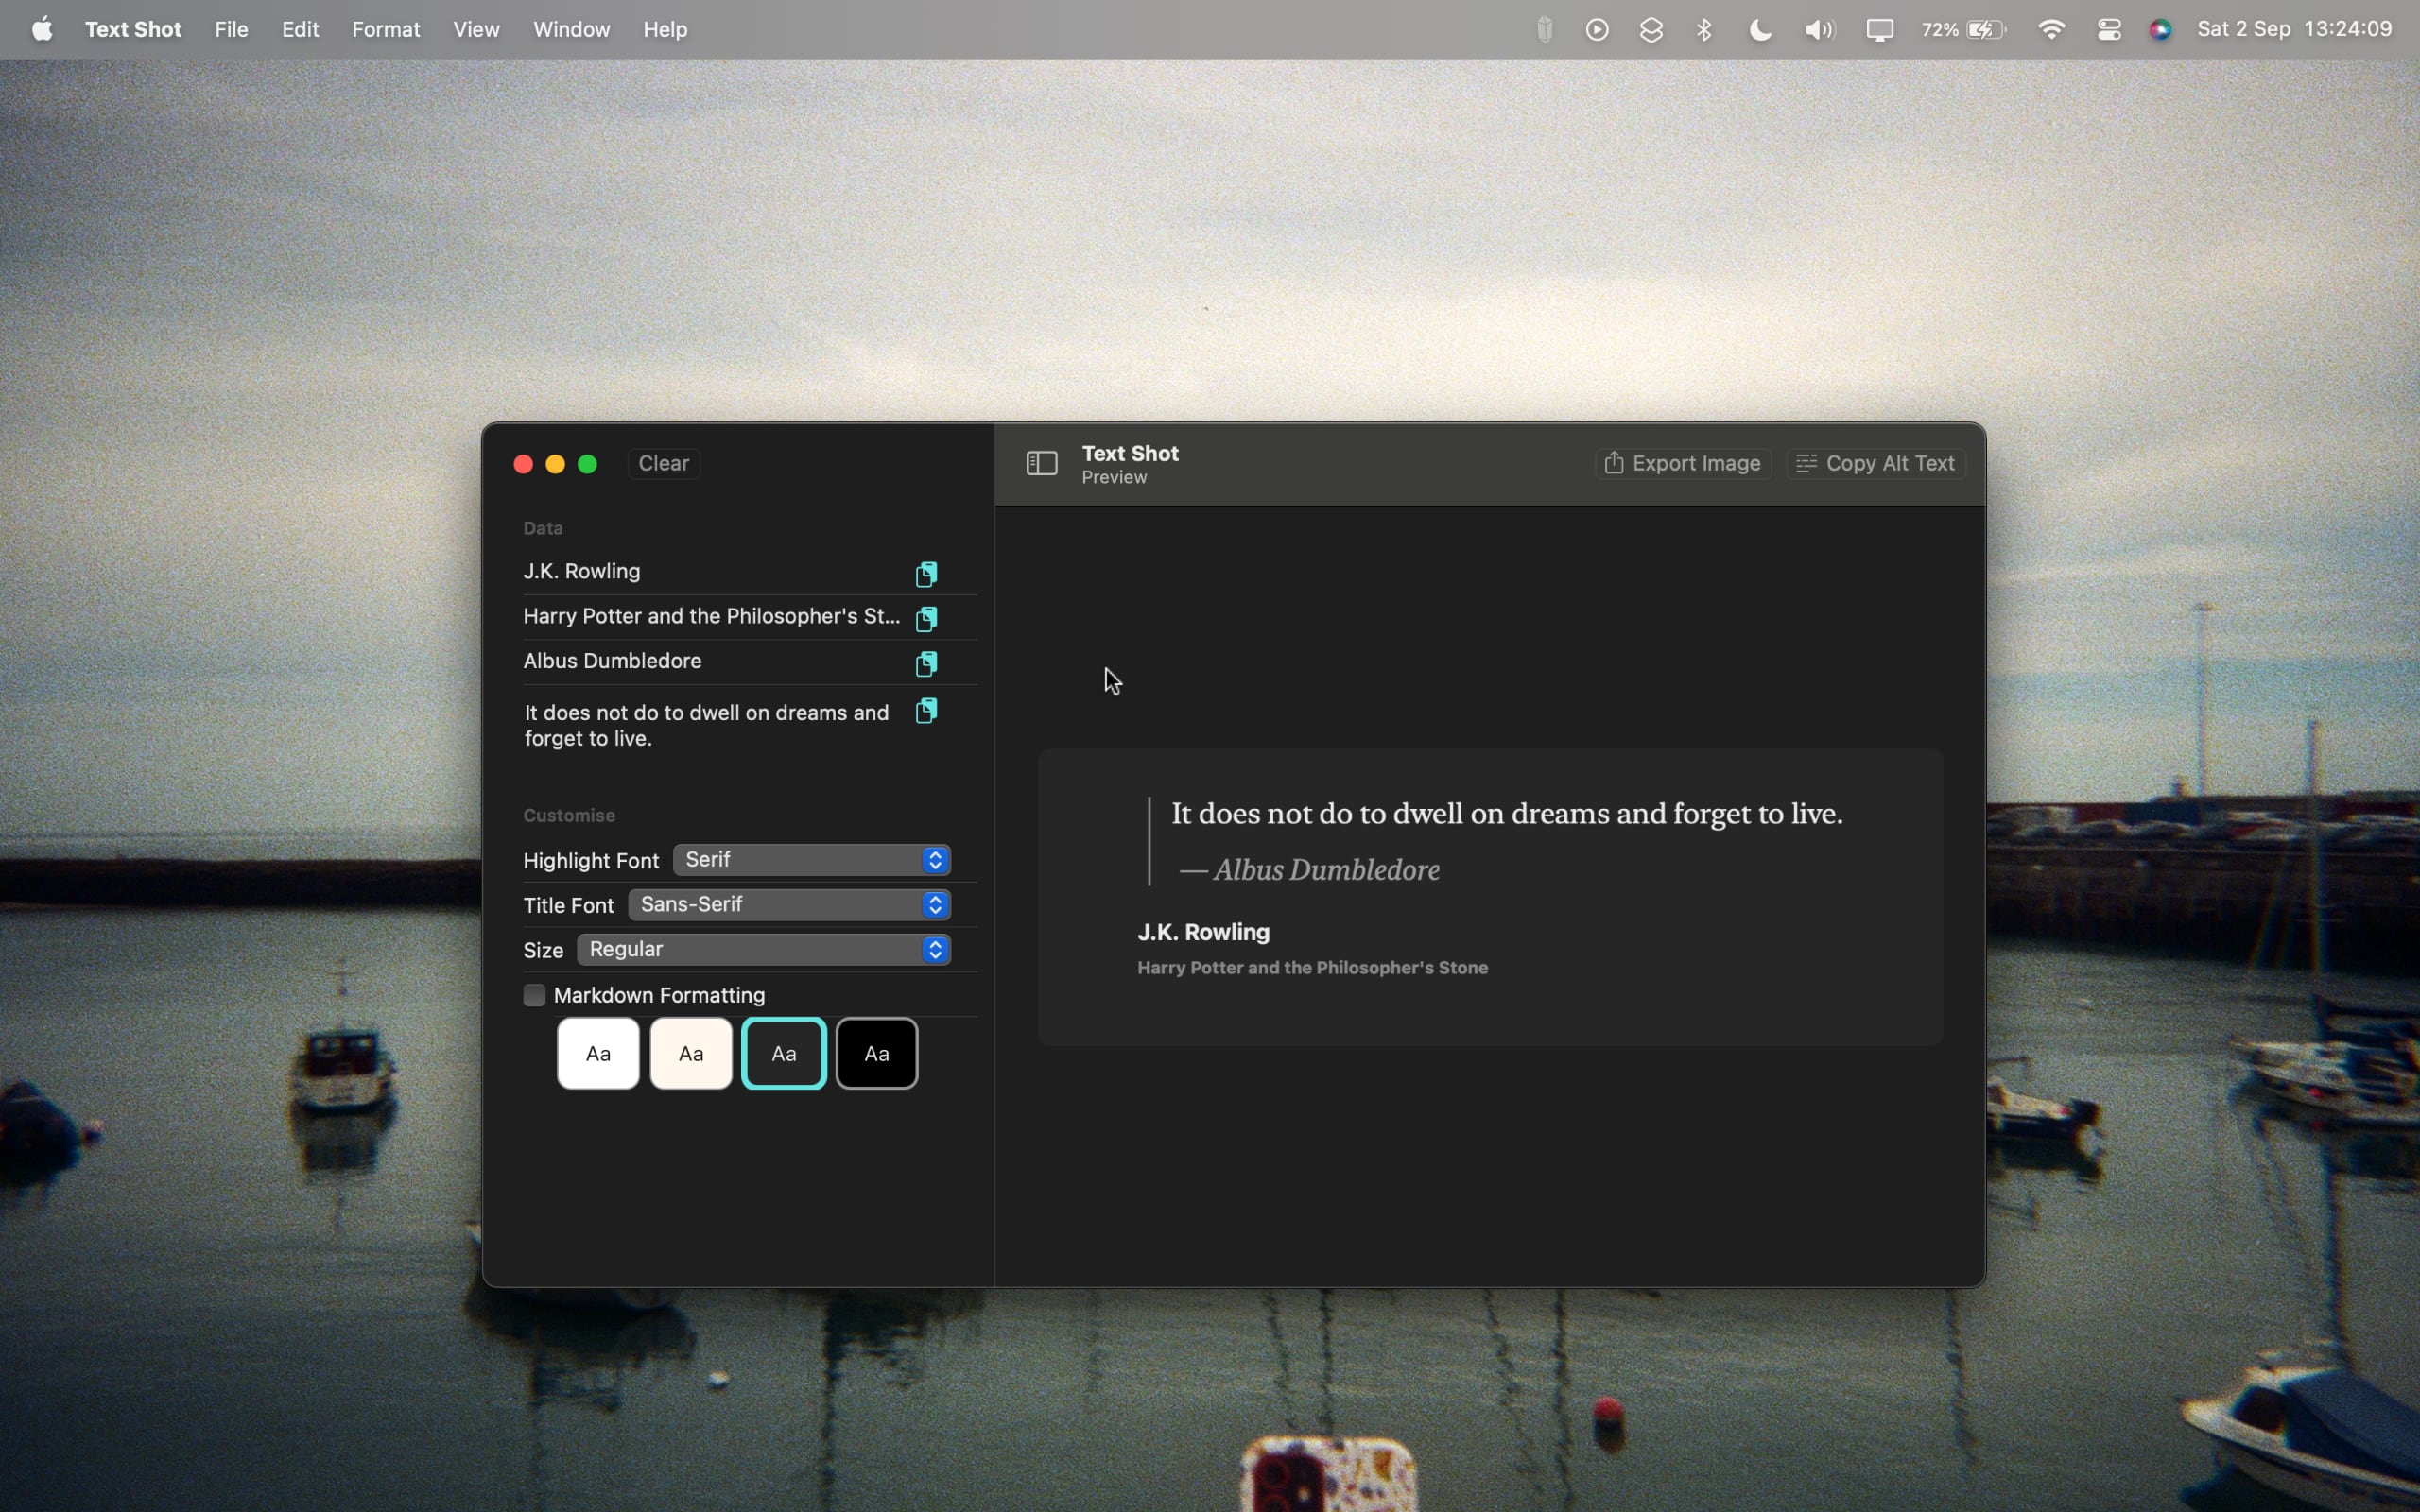 Text Shot File Edit Format View Window Help 72% Sat 2 Sep 13:24:09
Clear
Text Shot
Preview
Export Image
Copy Alt Text
Data
J.K. Rowling
Harry Potter and the Philosopher's St...
Albus Dumbledore
It does not do to dwell on dreams and
forget to live.
Customise
Highlight Font Serif
Title Font Sans-Serif
Size Regular
Markdown Formatting
Aa Aa Aa Aa
It does not do to dwell on dreams and forget to live.
— Albus Dumbledore
J.K. Rowling
Harry Potter and the Philosopher's Stone